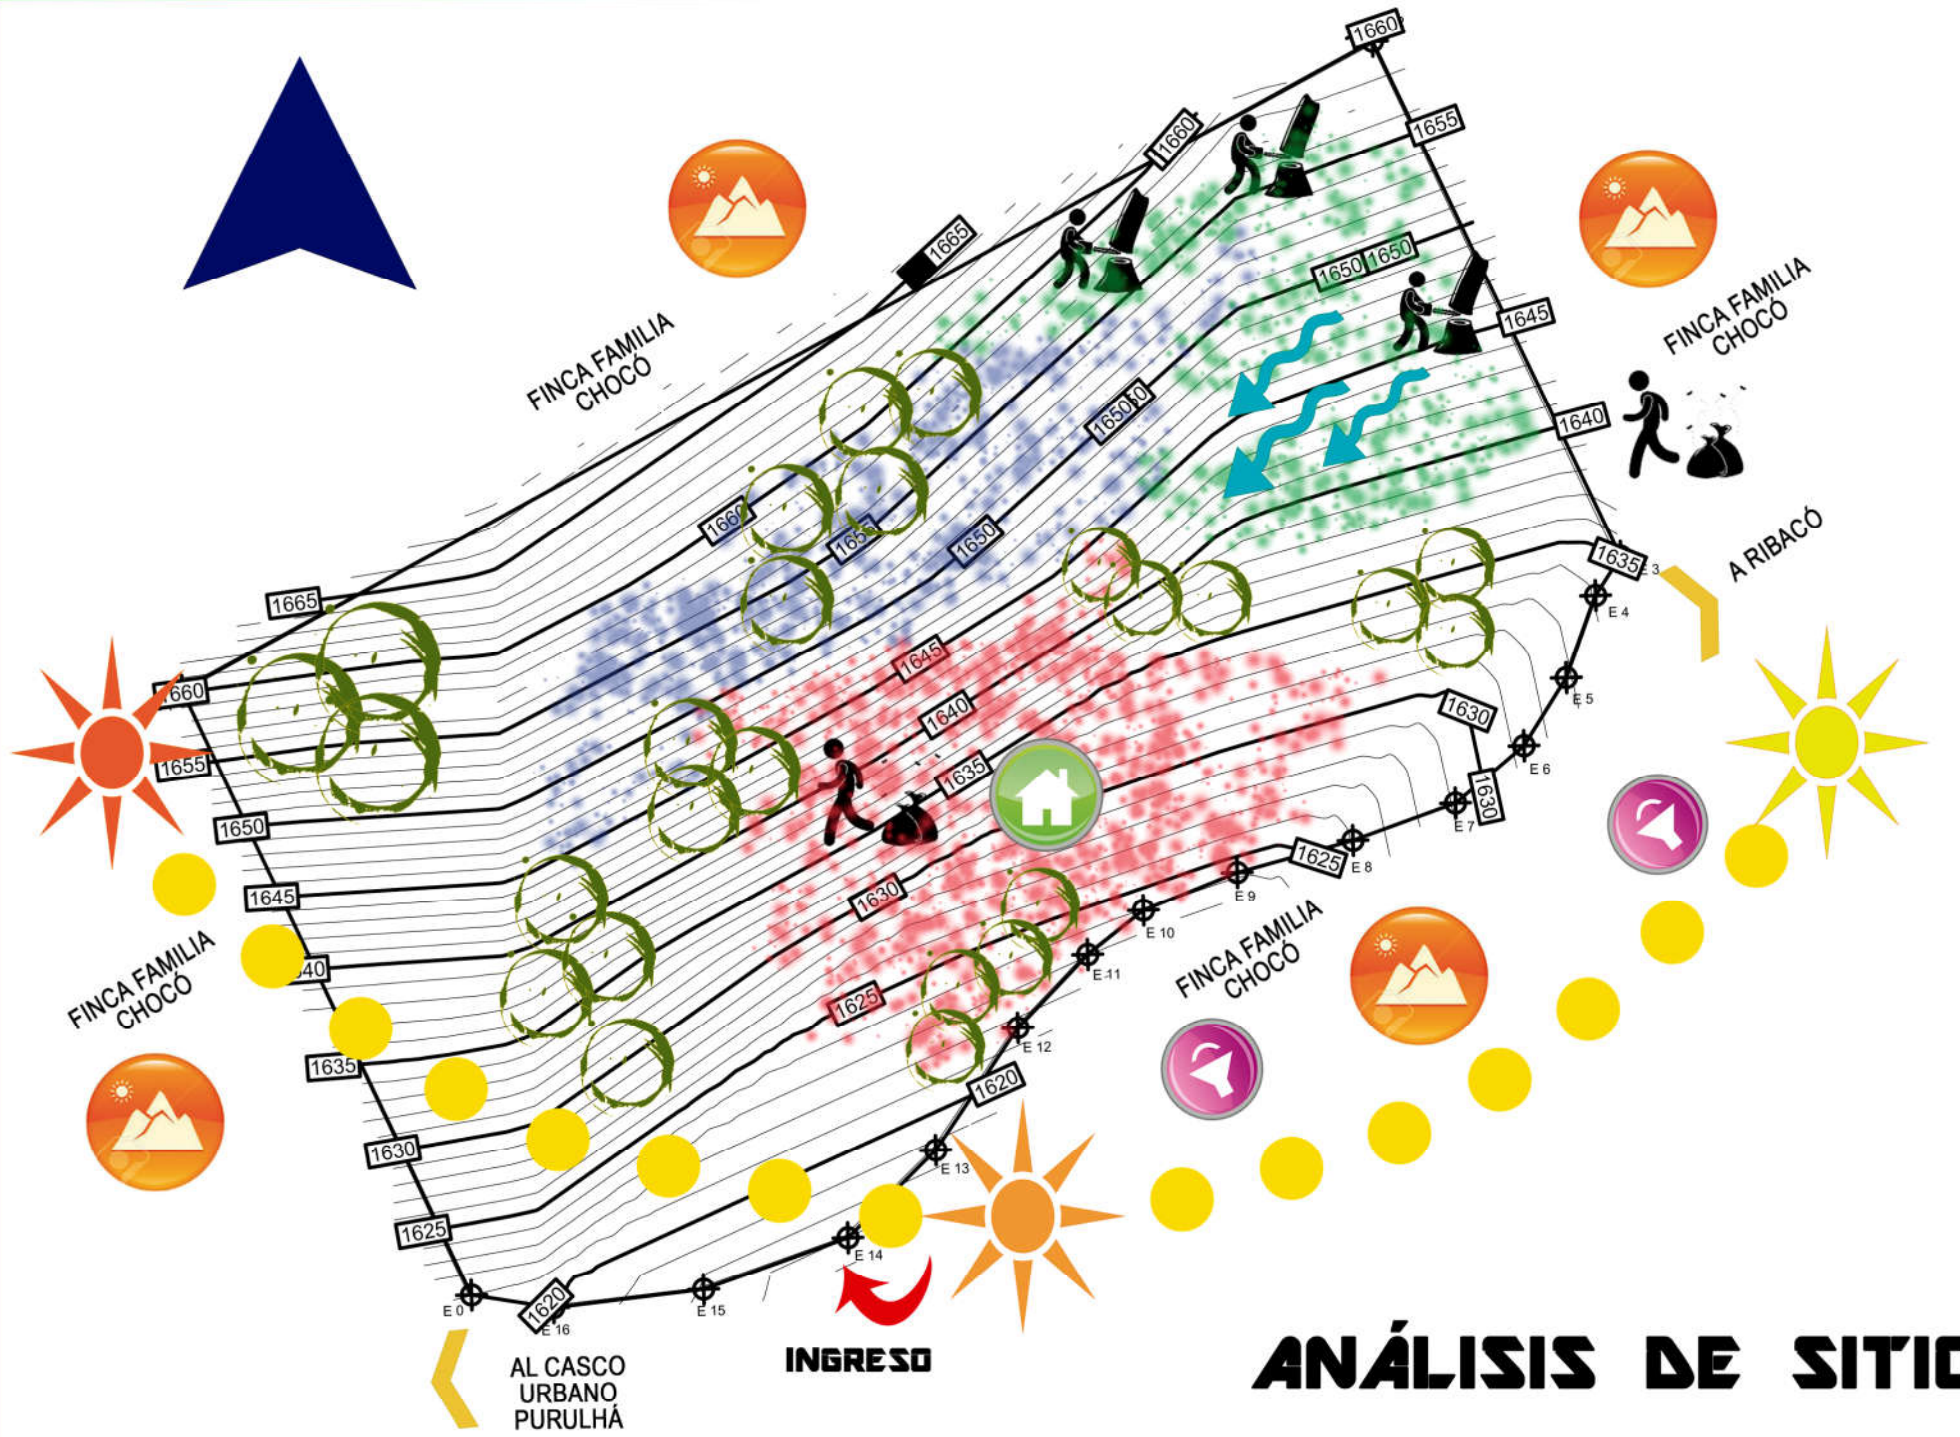 1660
1660
1655
1665
1650
1650
FINCA FAMILIA
CHOCÓ
FINCA FAMILIA
CHOCÓ
1645
1650
1640
1660
1650
A RIBACÓ
1635
E 3
E 4
1665
1645
1660
E 5
1640
1630
1655
E 6
1635
1630
E 7
1650
1625
E 8
1645
1630
E 9
FINCA FAMILIA
CHOCÓ
E 10
FINCA FAMILIA
CHOCÓ
E 11
1625
E 12
1635
1620
1630
E 13
1625
E 14
E 0
1620
E 16
E 15
INGRESO
AL CASCO
URBANO
PURULHÁ
ANÁLISIS DE SITIO